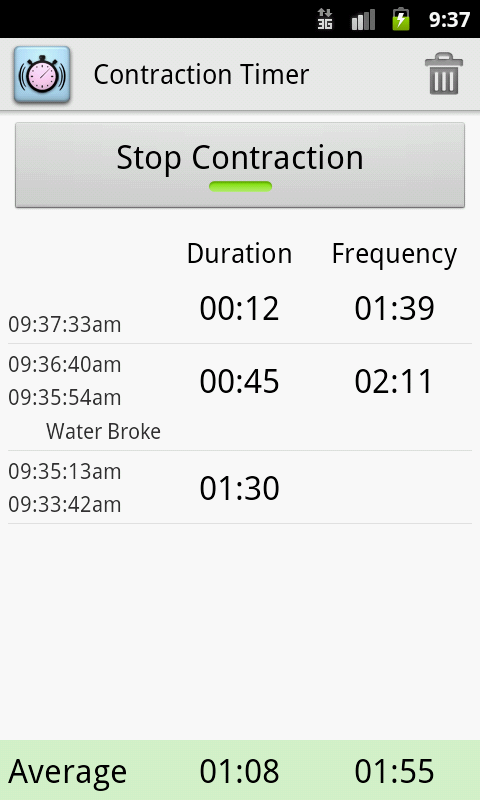 3G 9:37
Contraction Timer
Stop Contraction
Duration Frequency
09:37:33am 00:12 01:39
09:36:40am
00:45 02:11
09:35:54am
Water Broke
09:35:13am
01:30
09:33:42am
Average 01:08 01:55